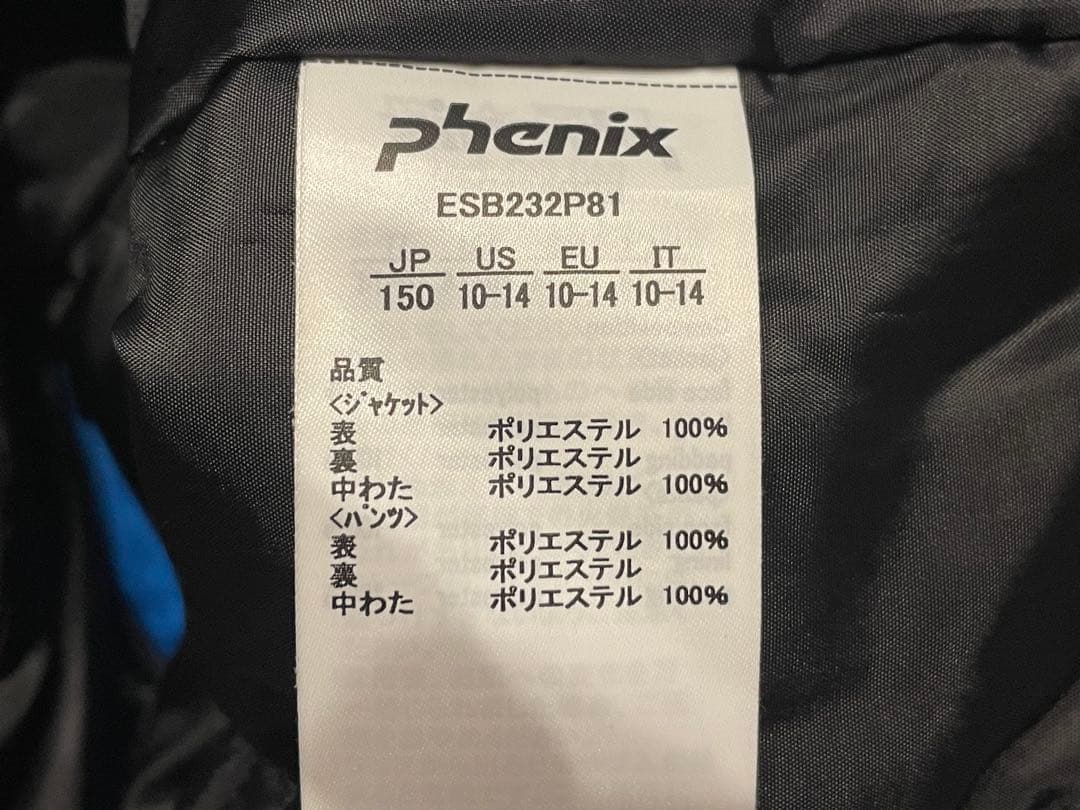 phenix
ESB232P81
JP US EU IT
150 10-14 10-14 10-14
品質
<ジャケット>
表 ポリエステル 100%
裏 ポリエステル
中わた ポリエステル 100%
<パンツ>
表 ポリエステル 100%
裏 ポリエステル
中わた ポリエステル 100%